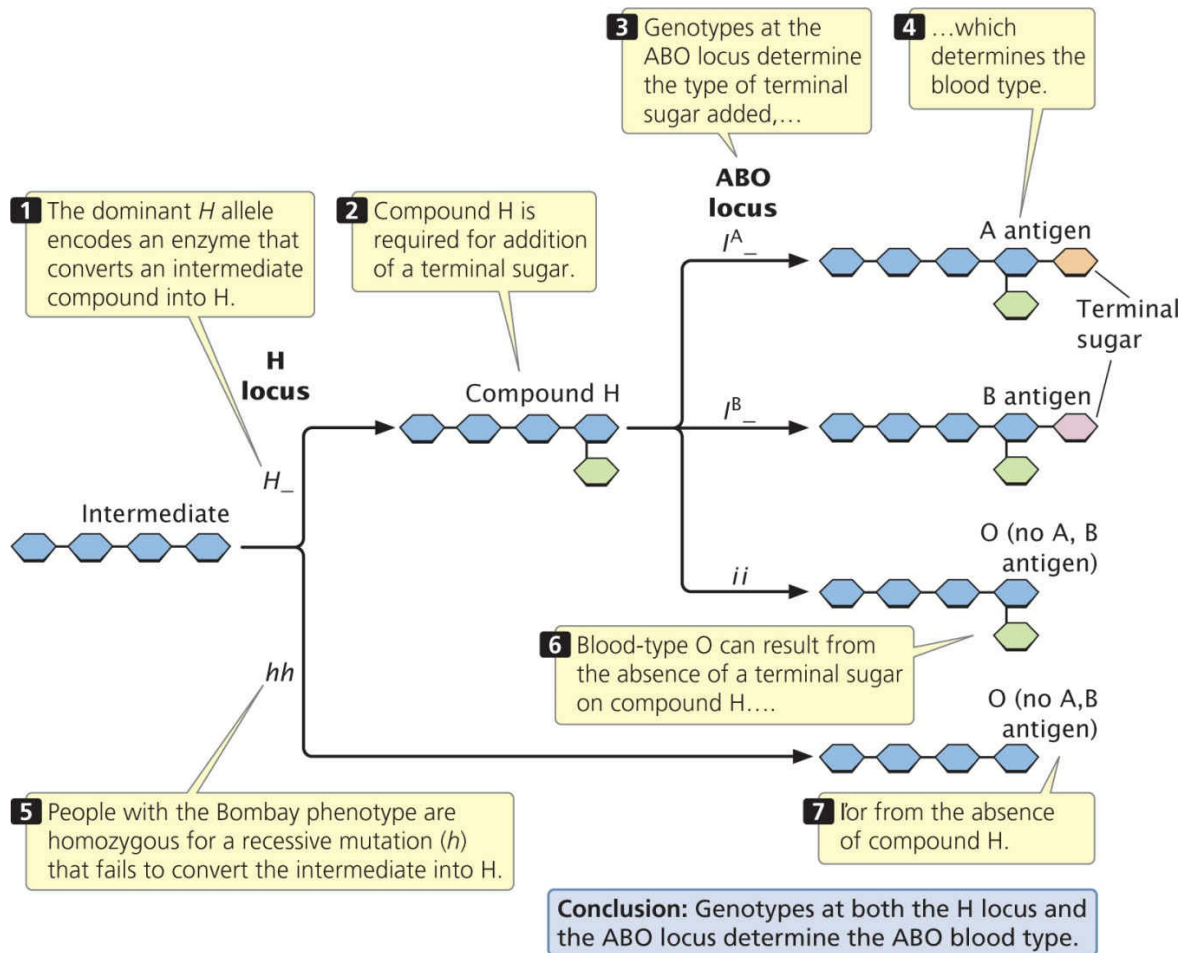 1 The dominant H allele
encodes an enzyme that
converts an intermediate
compound into H.
2 Compound H is
required for addition
of a terminal sugar.
3 Genotypes at the
ABO locus determine
the type of terminal
sugar added,…
4 …which
determines the
blood type.
H
locus
ABO
locus
Intermediate
H_
hh
Compound H
I^A_
I^B_
ii
A antigen
Terminal
sugar
B antigen
O (no A, B
antigen)
6 Blood-type O can result from
the absence of a terminal sugar
on compound H….
O (no A,B
antigen)
5 People with the Bombay phenotype are
homozygous for a recessive mutation (h)
that fails to convert the intermediate into H.
7 or from the absence
of compound H.
Conclusion: Genotypes at both the H locus and
the ABO locus determine the ABO blood type.